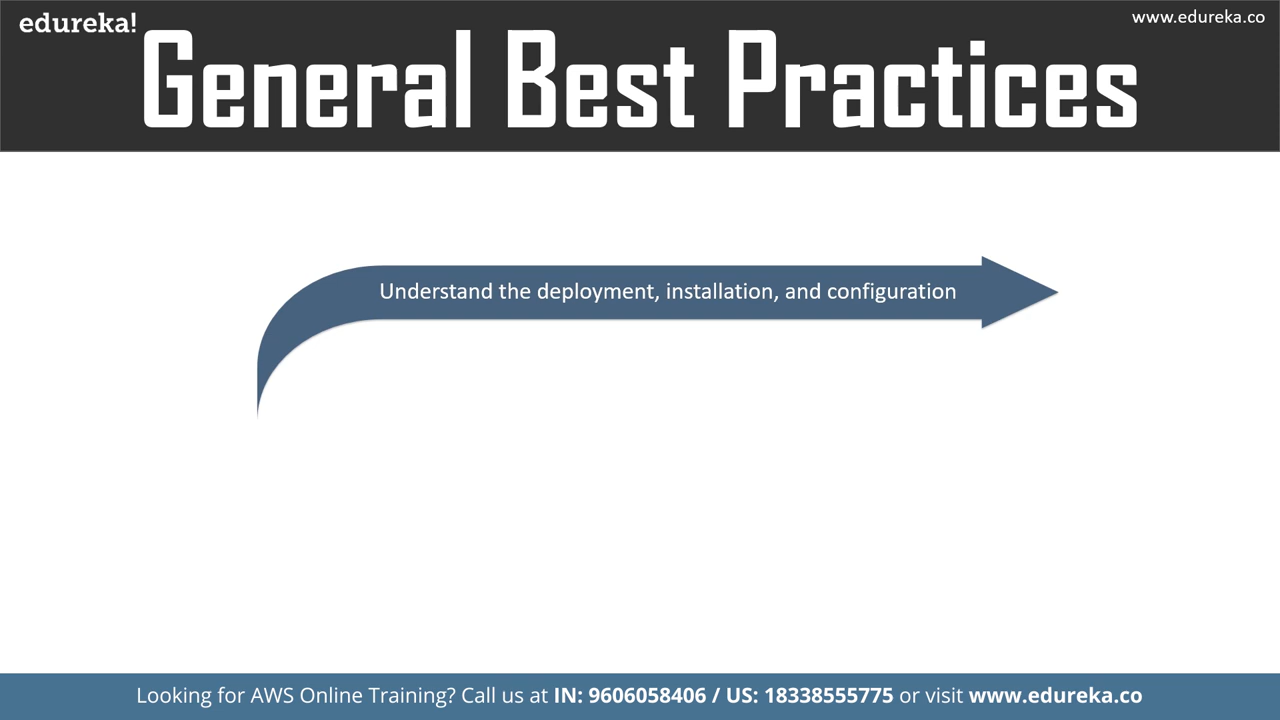 edureka!
www.edureka.co
General Best Practices
Understand the deployment, installation, and configuration
Looking for AWS Online Training? Call us at IN: 9606058406 / US: 18338555775 or visit www.edureka.co